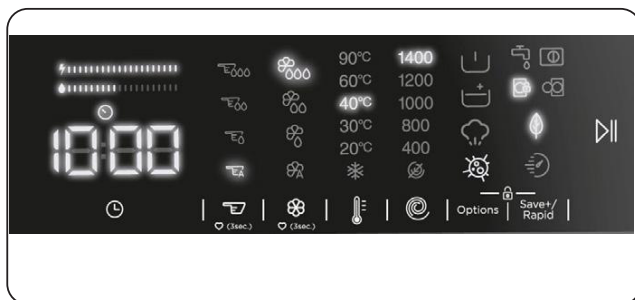 90°C 1400
60°C 1200
40°C 1000
30°C 800
20°C 400
10:00
A A
Options Save+/
Rapid
(3sec.) (3sec.)